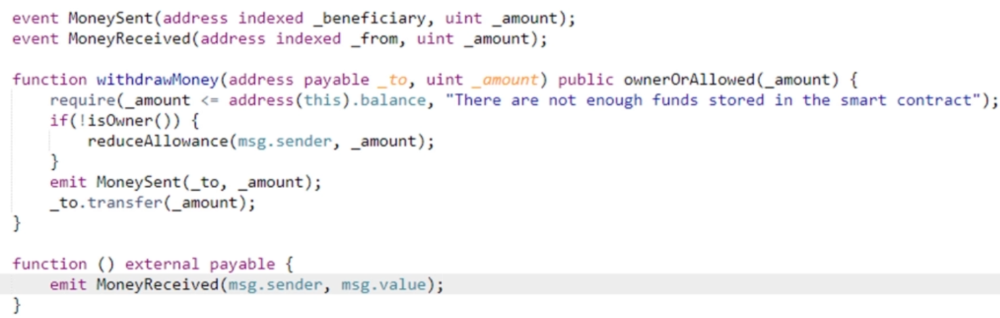 event MoneySent(address indexed _beneficiary, uint _amount);
event MoneyReceived(address indexed _from, uint _amount);
function withdrawMoney(address payable _to, uint _amount) public ownerOrAllowed(_amount) {
require(_amount <= address(this).balance, "There are not enough funds stored in the smart contract");
if(!isOwner()) {
reduceAllowance(msg.sender, _amount);
}
emit MoneySent(_to, _amount);
_to.transfer(_amount);
}
function () external payable {
emit MoneyReceived(msg.sender, msg.value);
}